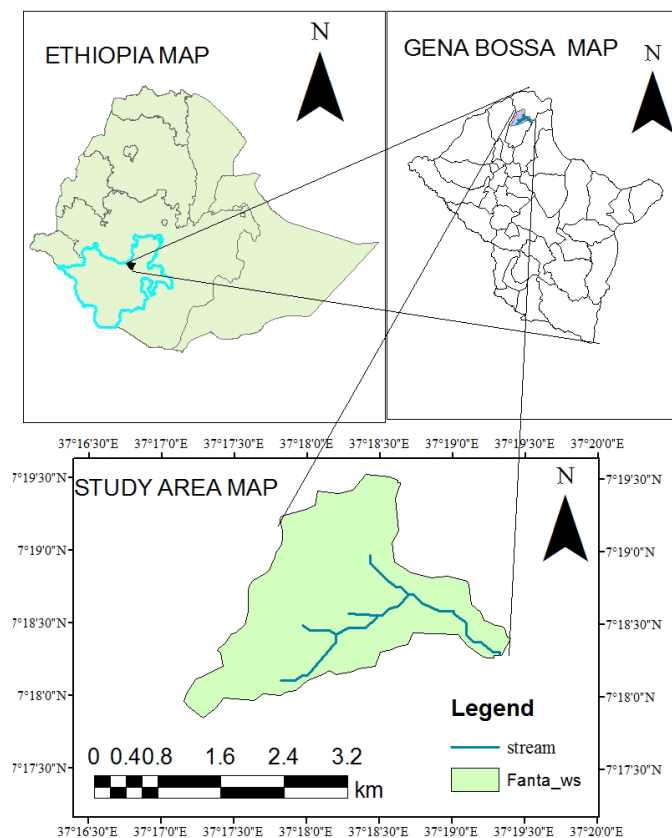 ETHIOPIA MAP
N
GENA BOSSA MAP
N
37°16'30"E 37°17'0"E 37°17'30"E 37°18'0"E 37°18'30"E 37°19'0"E 37°19'30"E 37°20'0"E
STUDY AREA MAP
N
7°19'30"N 7°19'30"N
7°19'0"N 7°19'0"N
7°18'30"N 7°18'30"N
7°18'0"N 7°18'0"N
7°17'30"N 7°17'30"N
Legend
stream
Fanta_ws
0 0.40.8 1.6 2.4 3.2
km
37°16'30"E 37°17'0"E 37°17'30"E 37°18'0"E 37°18'30"E 37°19'0"E 37°19'30"E 37°20'0"E